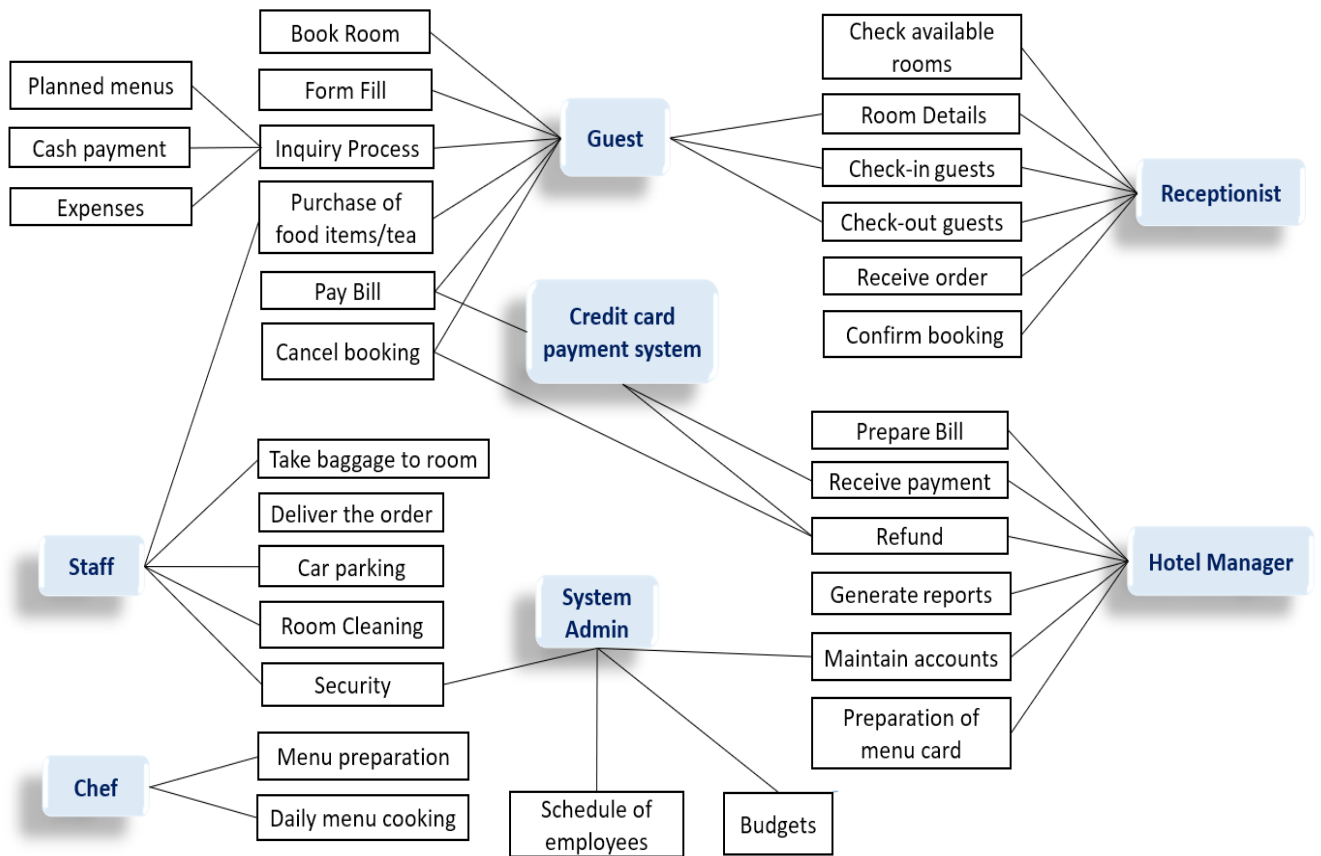 Book Room
Check available
rooms
Planned menus
Form Fill
Room Details
Guest
Cash payment
Inquiry Process
Check-in guests
Receptionist
Expenses
Purchase of
food items/tea
Check-out guests
Pay Bill
Receive order
Credit card
payment system
Cancel booking
Confirm booking
Prepare Bill
Take baggage to room
Receive payment
Deliver the order
Refund
Staff
Car parking
Hotel Manager
System
Admin
Generate reports
Room Cleaning
Maintain accounts
Security
Preparation of
menu card
Menu preparation
Chef
Daily menu cooking
Schedule of
employees
Budgets